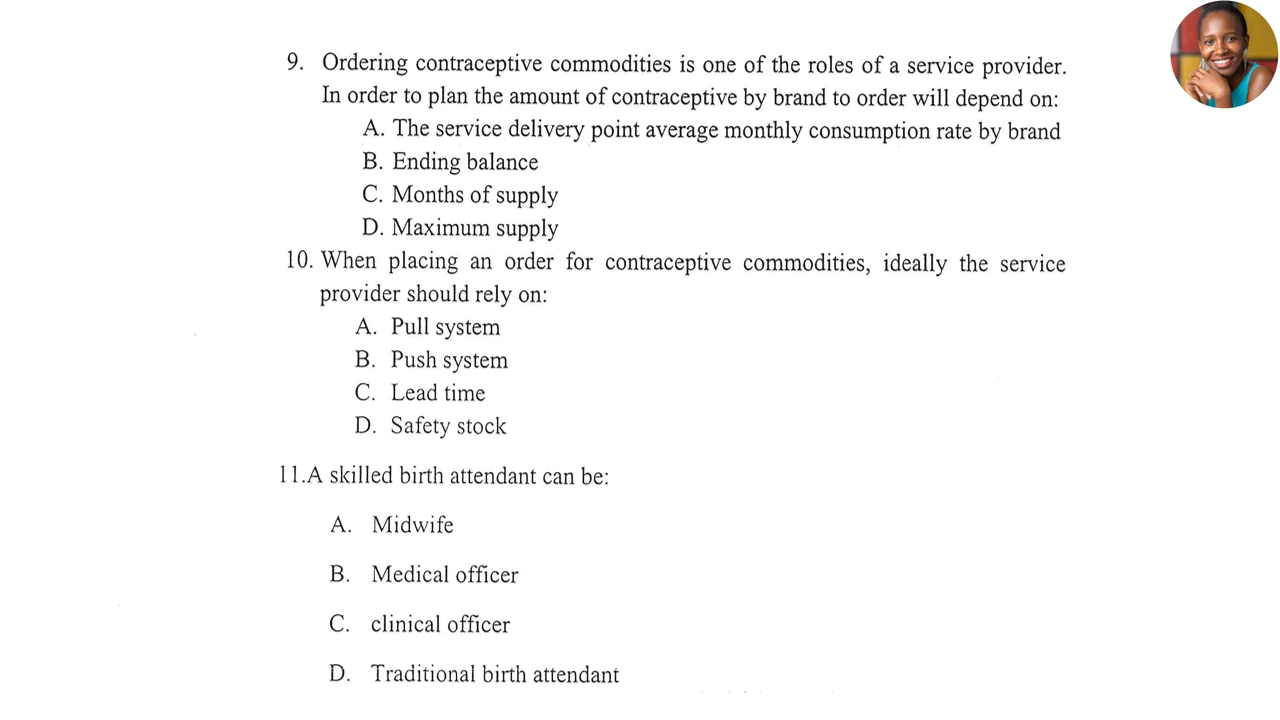 9. Ordering contraceptive commodities is one of the roles of a service provider.
In order to plan the amount of contraceptive by brand to order will depend on:
A. The service delivery point average monthly consumption rate by brand
B. Ending balance
C. Months of supply
D. Maximum supply
10. When placing an order for contraceptive commodities, ideally the service
provider should rely on:
A. Pull system
B. Push system
C. Lead time
D. Safety stock
11.A skilled birth attendant can be:
A. Midwife
B. Medical officer
C. clinical officer
D. Traditional birth attendant